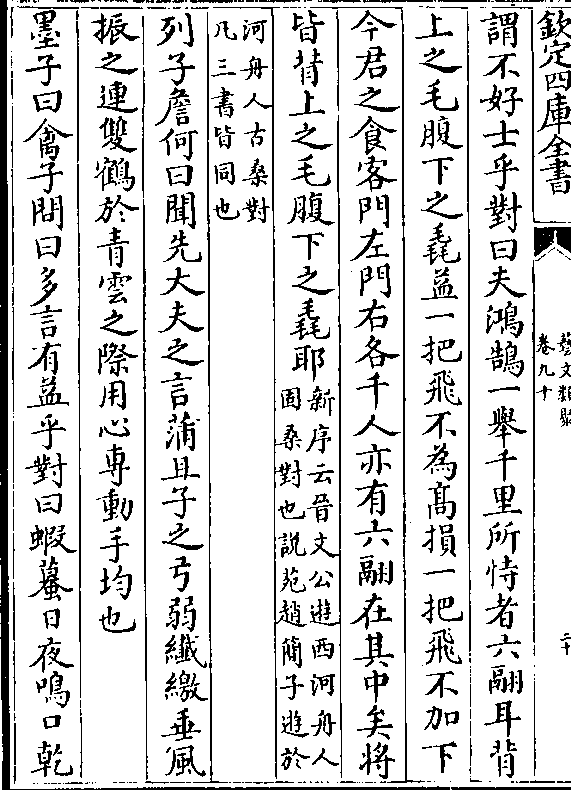 欽定四庫全書
藝文類聚
卷九十
二十
謂不好士乎對曰夫鴻鵠一舉千里所恃者六翮耳背
上之毛腹下之毳益一把飛不為髙損一把飛不加下
今君之食客門左門右各千人亦有六翮在其中矣將
皆背上之毛腹下之毳耶新序云晉文公遊西河舟人
固桑對也説苑趙簡子遊於
河舟人古桑對
凡三書皆同也
列子詹何曰聞先大夫之言蒲且子之弓弱纖繳乗風
振之連雙鶴於青雲之際用心専動手均也
墨子曰禽子問曰多言有益乎對曰蝦蟇日夜鳴口乾